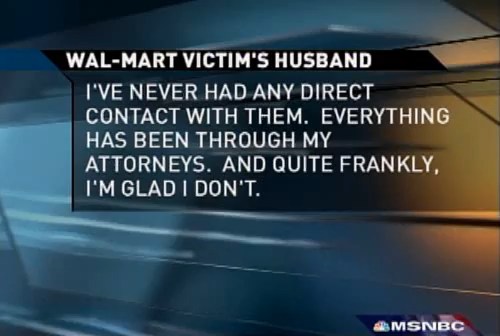 WAL-MART VICTIM'S HUSBAND
I'VE NEVER HAD ANY DIRECT
CONTACT WITH THEM. EVERYTHING
HAS BEEN THROUGH MY
ATTORNEYS. AND QUITE FRANKLY,
I'M GLAD I DON'T.
MSNBC